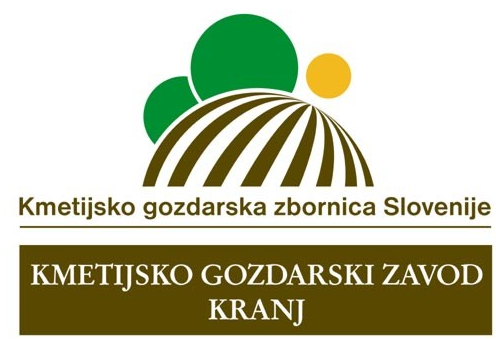 Kmetijsko gozdarska zbornica Slovenije
KMETIJSKO GOZDARSKI ZAVOD
KRANJ